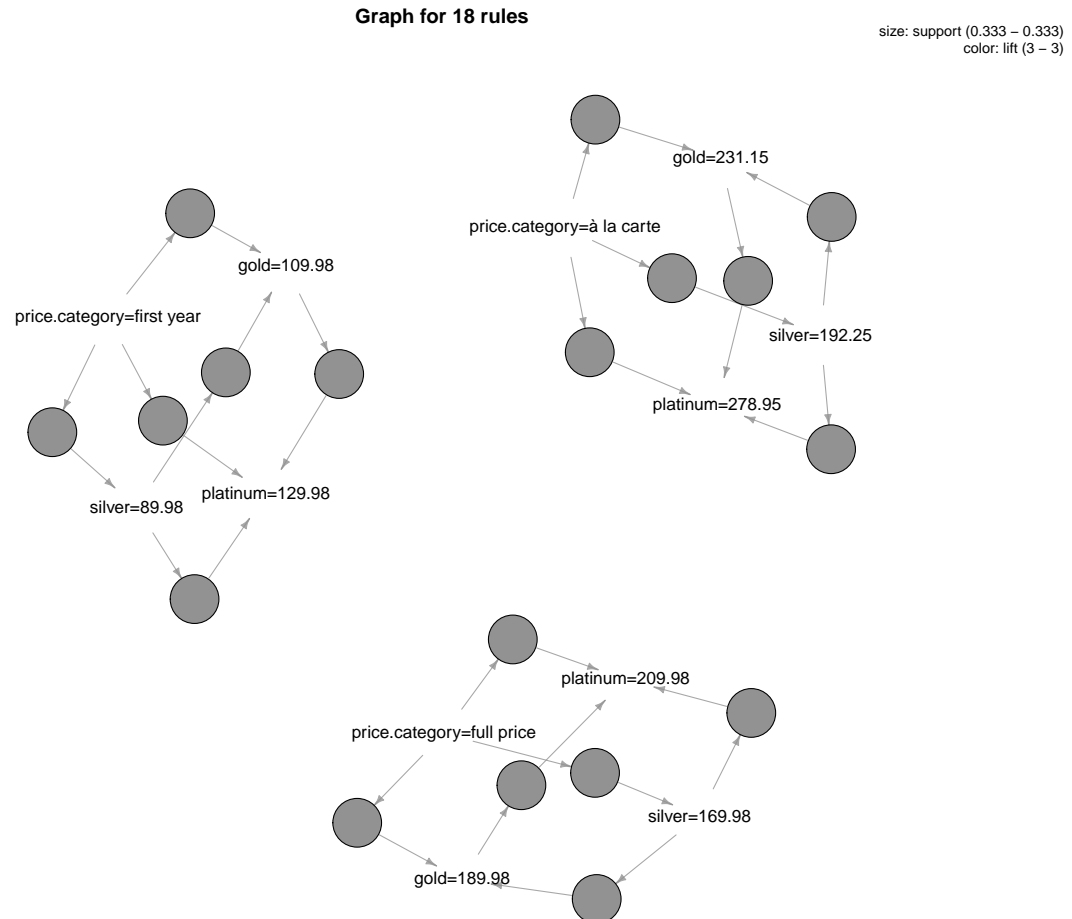 Graph for 18 rules
size: support (0.333 − 0.333)
color: lift (3 − 3)
gold=231.15
price.category=à la carte
gold=109.98
price.category=first year
silver=192.25
platinum=278.95
platinum=129.98
silver=89.98
platinum=209.98
price.category=full price
silver=169.98
gold=189.98